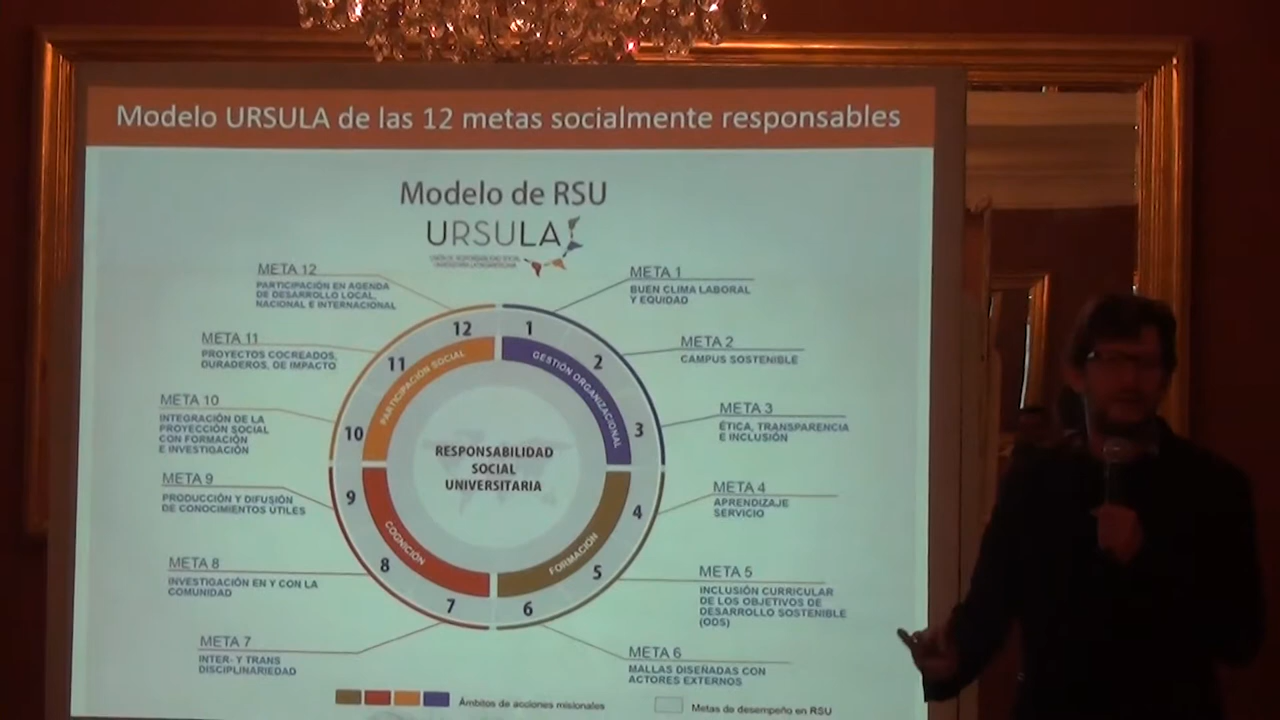 Modelo URSULA de las 12 metas socialmente responsables
Modelo de RSU
URSULA
UNIÓN DE RESPONSABILIDAD SOCIAL
UNIVERSITARIA LATINOAMERICANA
META 12
PARTICIPACIÓN EN AGENDA
DE DESARROLLO LOCAL,
NACIONAL E INTERNACIONAL
META 11
PROYECTOS COCREADOS,
DURADEROS, DE IMPACTO
META 10
INTEGRACIÓN DE LA
PROYECCIÓN SOCIAL
CON FORMACIÓN
E INVESTIGACIÓN
META 9
PRODUCCIÓN Y DIFUSIÓN
DE CONOCIMIENTOS ÚTILES
META 8
INVESTIGACIÓN EN Y CON LA
COMUNIDAD
META 7
INTER- Y TRANS
DISCIPLINARIEDAD
META 1
BUEN CLIMA LABORAL
Y EQUIDAD
META 2
CAMPUS SOSTENIBLE
META 3
ÉTICA, TRANSPARENCIA
E INCLUSIÓN
META 4
APRENDIZAJE
SERVICIO
META 5
INCLUSIÓN CURRICULAR
DE LOS OBJETIVOS DE
DESARROLLO SOSTENIBLE
(ODS)
META 6
MALLAS DISEÑADAS CON
ACTORES EXTERNOS
12
1
2
3
4
5
6
7
8
9
10
11
PARTICIPACIÓN SOCIAL
GESTIÓN ORGANIZACIONAL
FORMACIÓN
COGNICIÓN
RESPONSABILIDAD
SOCIAL
UNIVERSITARIA
Ámbitos de acciones misionales
Metas de desempeño en RSU